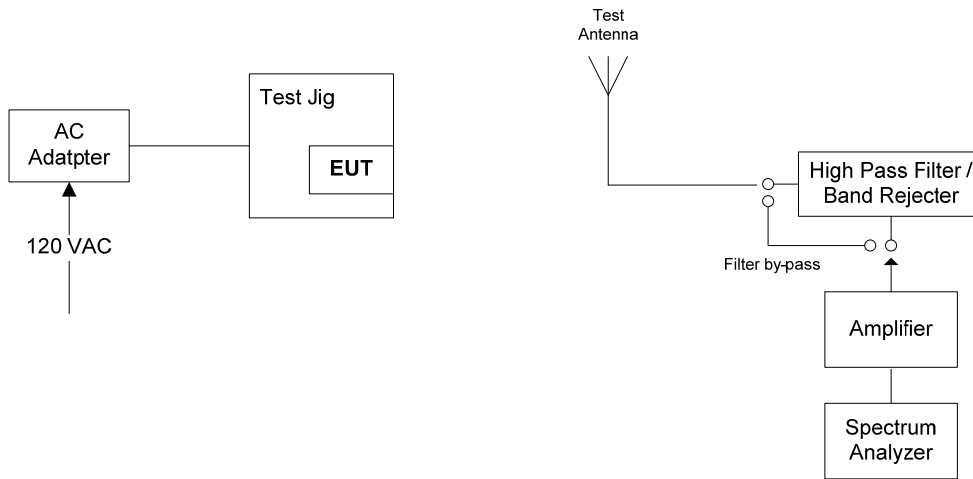 Test
Antenna
Test Jig
AC
Adatpter
EUT
High Pass Filter /
Band Rejecter
120 VAC
Filter by-pass
Amplifier
Spectrum
Analyzer